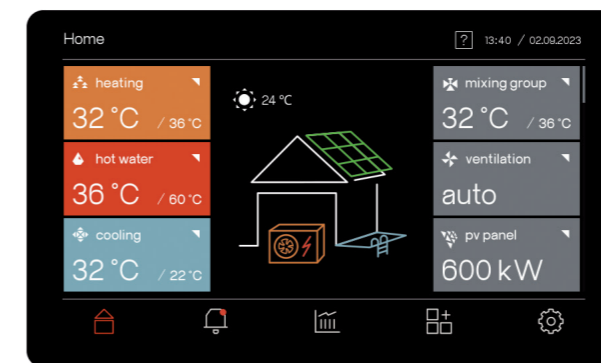 Home
? 13:40 / 02.09.2023
heating
32 °C / 36 °C
hot water
36 °C / 60 °C
cooling
32 °C / 22 °C
24 °C
mixing group
32 °C / 36 °C
ventilation
auto
pv panel
600 kW